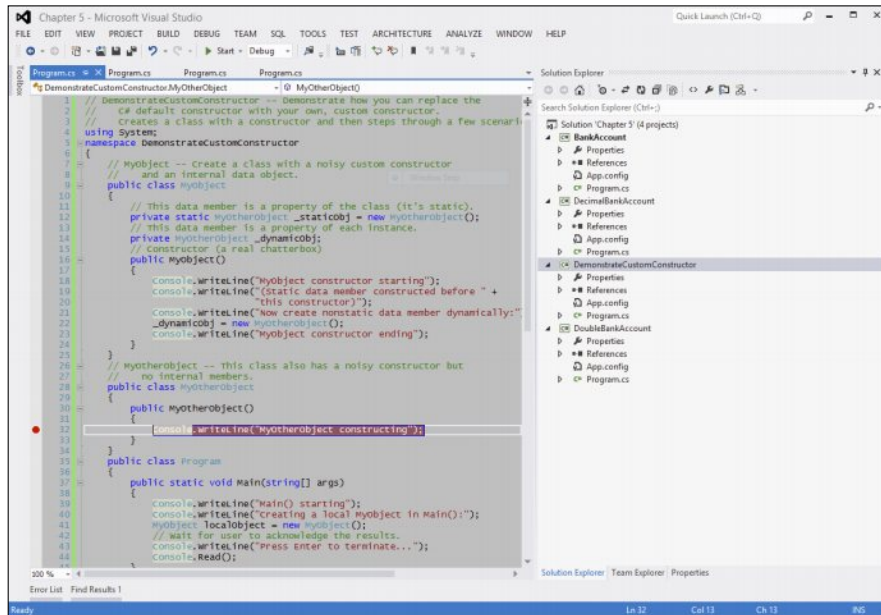 Chapter 5 - Microsoft Visual Studio
Quick Launch (Ctrl+Q)
FILE EDIT VIEW PROJECT BUILD DEBUG TEAM SQL TOOLS TEST ARCHITECTURE ANALYZE WINDOW HELP
Start Debug
Toolbox
Program.cs Program.cs Program.cs Program.cs
DemonstrateCustomConstructor.MyOtherObject MyOtherObject()
1 // DemonstrateCustomConstructor -- Demonstrate how you can replace the
2 // C# default constructor with your own, custom constructor.
3 // Creates a class with a constructor and then steps through a few scenari
4 using System;
5 namespace DemonstrateCustomConstructor
6 {
7 // MyObject -- Create a class with a noisy custom constructor
8 // and an internal data object.
9 public class MyObject
10 {
11 // This data member is a property of the class (it's static).
12 private static MyOtherObject _staticObj = new MyOtherObject();
13 // This data member is a property of each instance.
14 private MyOtherObject _dynamicObj;
15 // Constructor (a real chatterbox)
16 public MyObject()
17 {
18 Console.WriteLine("MyObject constructor starting");
19 Console.WriteLine("(Static data member constructed before " +
20 "this constructor)");
21 Console.WriteLine("Now create nonstatic data member dynamically:"
22 _dynamicObj = new MyOtherObject();
23 Console.WriteLine("MyObject constructor ending");
24 }
25 }
26 // MyOtherObject -- This class also has a noisy constructor but
27 // no internal members.
28 public class MyOtherObject
29 {
30 public MyOtherObject()
31 {
32 Console.WriteLine("MyOtherObject constructing");
33 }
34 }
35 public class Program
36 {
37 public static void Main(string[] args)
38 {
39 Console.WriteLine("Main() starting");
40 Console.WriteLine("Creating a local MyObject in Main():");
41 MyObject localObject = new MyObject();
42 // Wait for user to acknowledge the results.
43 Console.WriteLine("Press Enter to terminate...");
44 Console.Read();
100 %
Error List Find Results 1
Solution Explorer
Search Solution Explorer (Ctrl+;)
Solution 'Chapter 5' (4 projects)
BankAccount
Properties
References
App.config
Program.cs
DecimalBankAccount
Properties
References
App.config
Program.cs
DemonstrateCustomConstructor
Properties
References
App.config
Program.cs
DoubleBankAccount
Properties
References
App.config
Program.cs
Solution Explorer Team Explorer Properties
Ready Ln 32 Col 13 Ch 13 INS